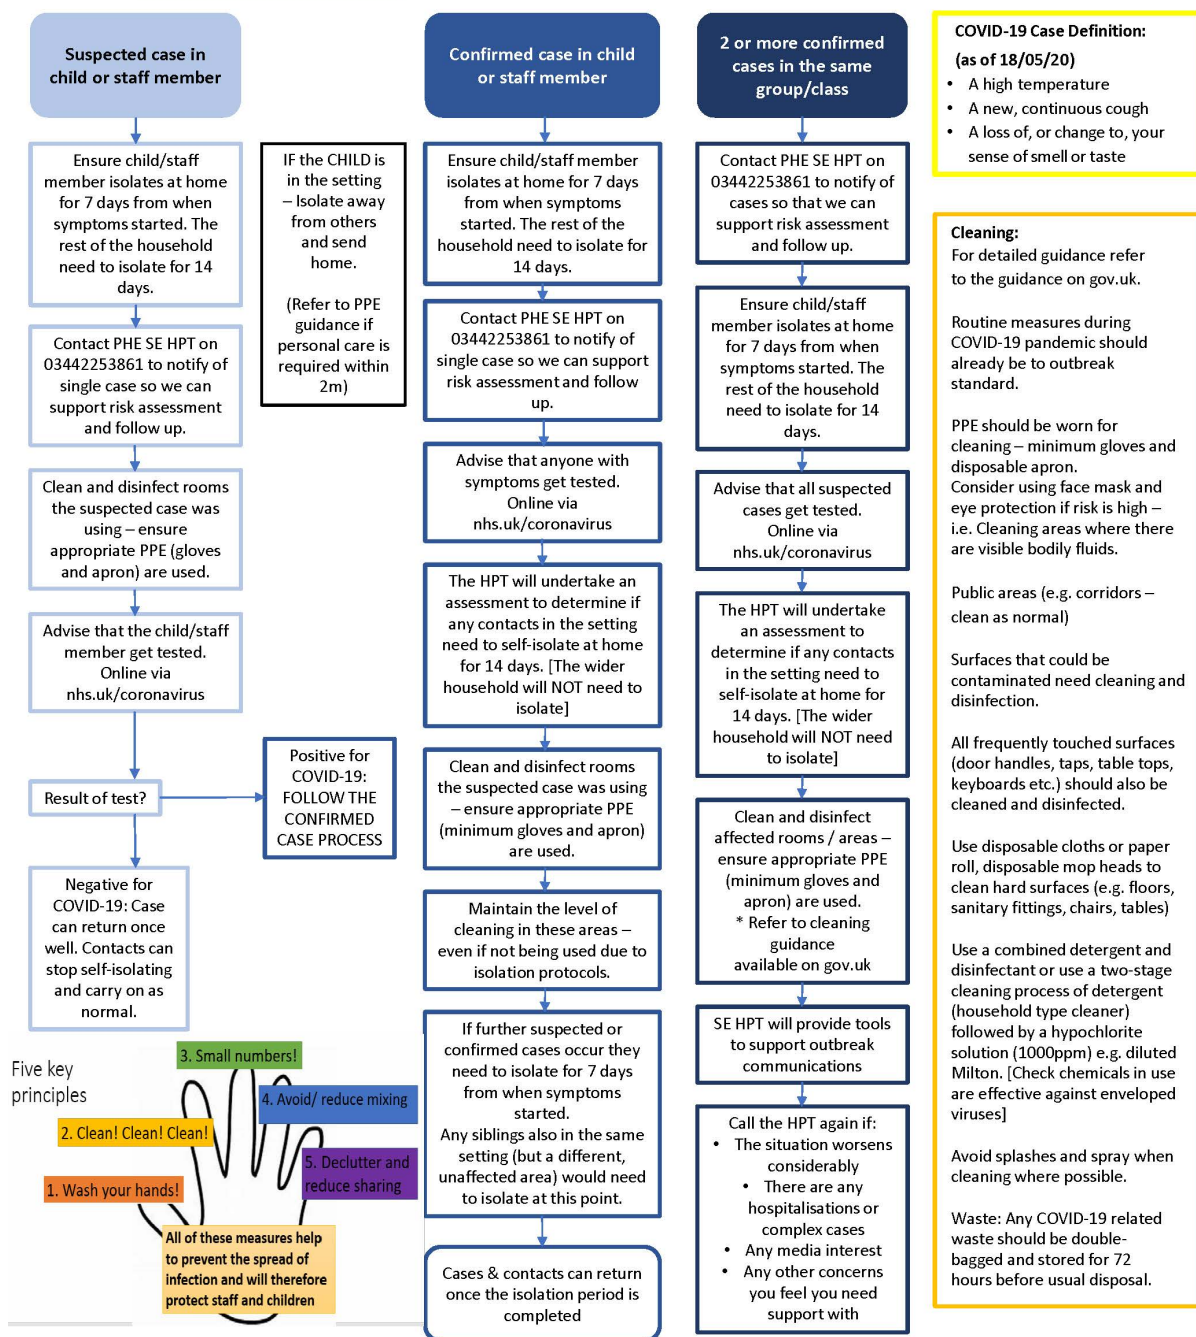 Suspected case in
child or staff member
Ensure child/staff
member isolates at home
for 7 days from when
symptoms started. The
rest of the household
need to isolate for 14
days.
Contact PHE SE HPT on
03442253861 to notify of
single case so we can
support risk assessment
and follow up.
Clean and disinfect rooms
the suspected case was
using – ensure
appropriate PPE (gloves
and apron) are used.
Advise that the child/staff
member get tested.
Online via
nhs.uk/coronavirus
Result of test?
Negative for
COVID-19: Case
can return once
well. Contacts can
stop self-isolating
and carry on as
normal.
IF the CHILD is
in the setting
– Isolate away
from others
and send
home.
(Refer to PPE
guidance if
personal care is
required within
2m)
Positive for
COVID-19:
FOLLOW THE
CONFIRMED
CASE PROCESS
Five key
principles
1. Wash your hands!
2. Clean! Clean! Clean!
3. Small numbers!
4. Avoid/ reduce mixing
5. Declutter and
reduce sharing
All of these measures help
to prevent the spread of
infection and will therefore
protect staff and children
Confirmed case in child
or staff member
Ensure child/staff member
isolates at home for 7 days
from when symptoms
started. The rest of the
household need to isolate for
14 days.
Contact PHE SE HPT on
03442253861 to notify of
single case so we can support
risk assessment and follow
up.
Advise that anyone with
symptoms get tested.
Online via
nhs.uk/coronavirus
The HPT will undertake an
assessment to determine if
any contacts in the setting
need to self-isolate at home
for 14 days. [The wider
household will NOT need to
isolate]
Clean and disinfect rooms
the suspected case was using
– ensure appropriate PPE
(minimum gloves and apron)
are used.
Maintain the level of
cleaning in these areas –
even if not being used due to
isolation protocols.
If further suspected or
confirmed cases occur they
need to isolate for 7 days
from when symptoms
started.
Any siblings also in the same
setting (but a different,
unaffected area) would need
to isolate at this point.
Cases & contacts can return
once the isolation period is
completed
2 or more confirmed
cases in the same
group/class
Contact PHE SE HPT on
03442253861 to notify of
cases so that we can
support risk assessment
and follow up.
Ensure child/staff
member isolates at home
for 7 days from when
symptoms started. The
rest of the household
need to isolate for 14
days.
Advise that all suspected
cases get tested.
Online via
nhs.uk/coronavirus
The HPT will undertake
an assessment to
determine if any contacts
in the setting need to
self-isolate at home for
14 days. [The wider
household will NOT need
to isolate]
Clean and disinfect
affected rooms / areas –
ensure appropriate PPE
(minimum gloves and
apron) are used.
* Refer to cleaning
guidance
available on gov.uk
SE HPT will provide tools
to support outbreak
communications
Call the HPT again if:
• The situation worsens
considerably
• There are any
hospitalisations or
complex cases
• Any media interest
• Any other concerns
you feel you need
support with
COVID-19 Case Definition:
(as of 18/05/20)
• A high temperature
• A new, continuous cough
• A loss of, or change to, your
sense of smell or taste
Cleaning:
For detailed guidance refer
to the guidance on gov.uk.
Routine measures during
COVID-19 pandemic should
already be to outbreak
standard.
PPE should be worn for
cleaning – minimum gloves and
disposable apron.
Consider using face mask and
eye protection if risk is high –
i.e. Cleaning areas where there
are visible bodily fluids.
Public areas (e.g. corridors –
clean as normal)
Surfaces that could be
contaminated need cleaning and
disinfection.
All frequently touched surfaces
(door handles, taps, table tops,
keyboards etc.) should also be
cleaned and disinfected.
Use disposable cloths or paper
roll, disposable mop heads to
clean hard surfaces (e.g. floors,
sanitary fittings, chairs, tables)
Use a combined detergent and
disinfectant or use a two-stage
cleaning process of detergent
(household type cleaner)
followed by a hypochlorite
solution (1000ppm) e.g. diluted
Milton. [Check chemicals in use
are effective against enveloped
viruses]
Avoid splashes and spray when
cleaning where possible.
Waste: Any COVID-19 related
waste should be double-
bagged and stored for 72
hours before usual disposal.